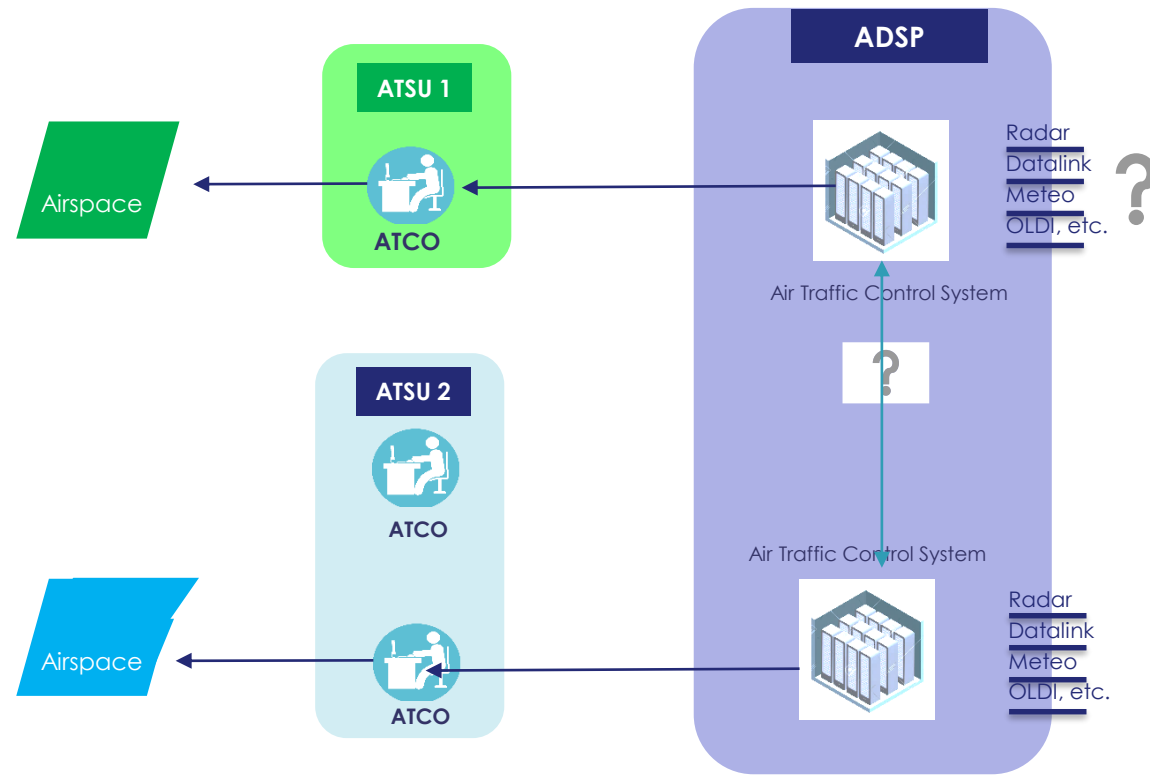 ADSP
ATSU 1
Radar
Datalink
Meteo
OLDI, etc.
?
Airspace
ATCO
Air Traffic Control System
?
ATSU 2
ATCO
Air Traffic Control System
Radar
Datalink
Meteo
OLDI, etc.
Airspace
ATCO